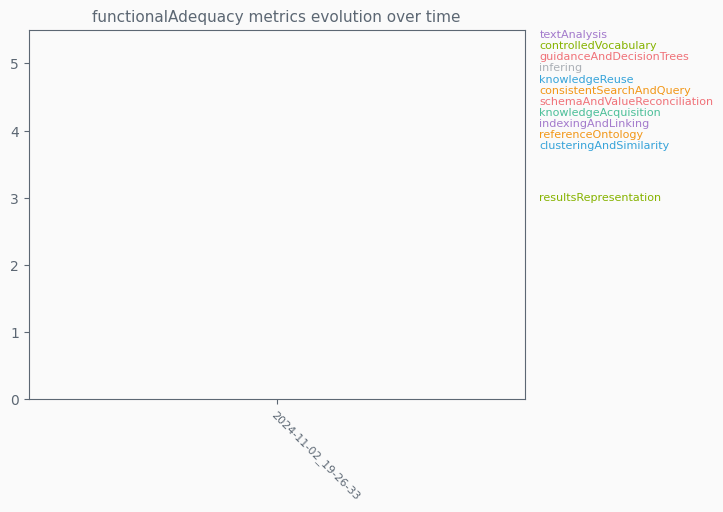 functionalAdequacy metrics evolution over time
textAnalysis
controlledVocabulary
guidanceAndDecisionTrees
infering
knowledgeReuse
consistentSearchAndQuery
schemaAndValueReconciliation
knowledgeAcquisition
indexingAndLinking
referenceOntology
clusteringAndSimilarity
resultsRepresentation
5
4
3
2
1
0
2024-11-02_19-26-33